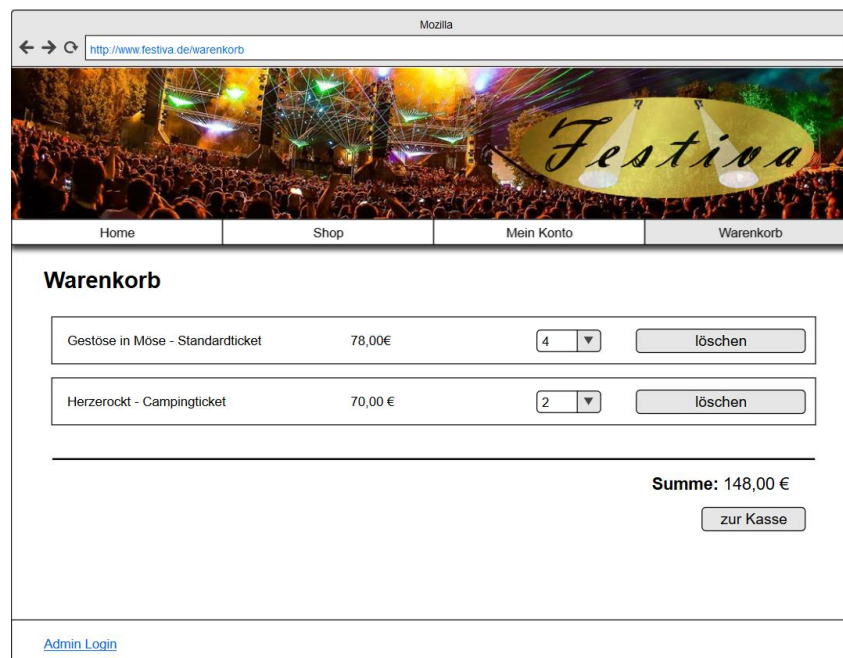 Mozilla
http://www.festiva.de/warenkorb
Festiva
Home Shop Mein Konto Warenkorb
Warenkorb
Gestöse in Möse - Standardticket 78,00€ 4 löschen
Herzerockt - Campingticket 70,00 € 2 löschen
Summe: 148,00 €
zur Kasse
Admin Login